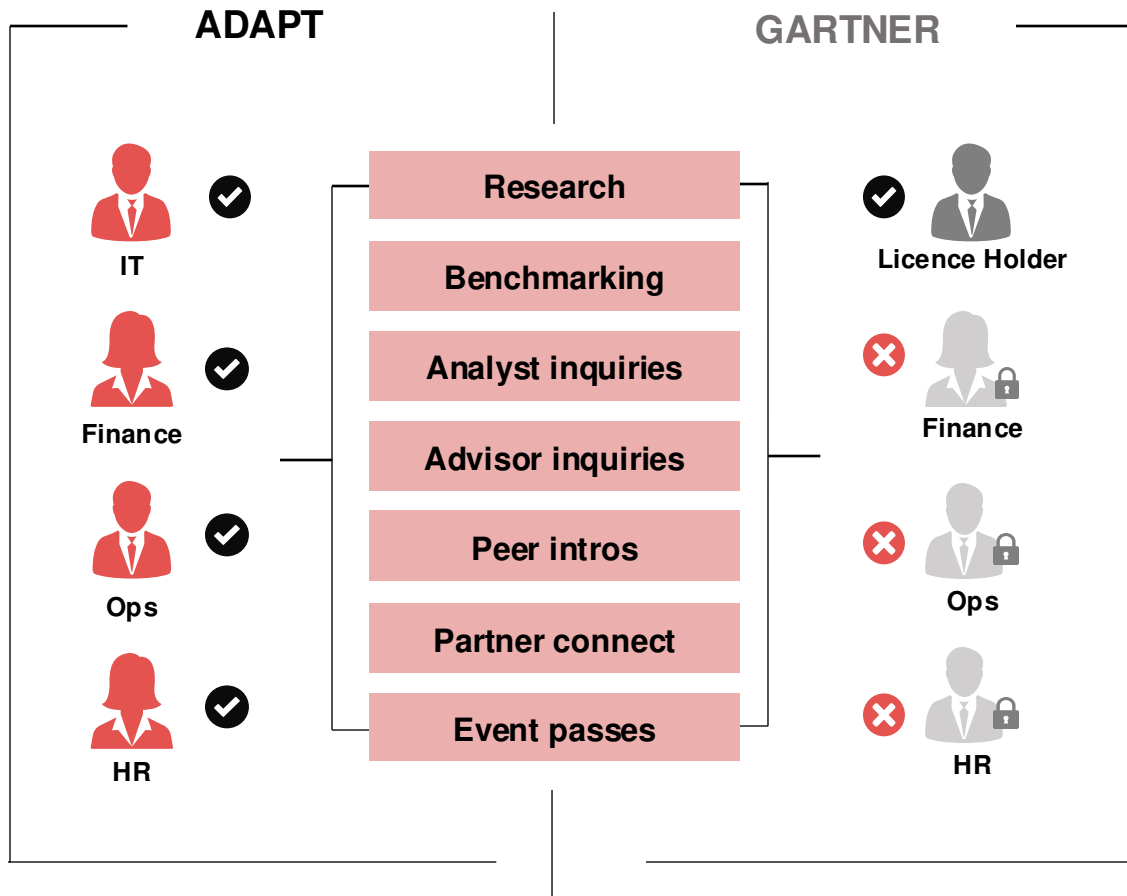 ADAPT
GARTNER
IT
Finance
Ops
HR
Research
Benchmarking
Analyst inquiries
Advisor inquiries
Peer intros
Partner connect
Event passes
Licence Holder
Finance
Ops
HR